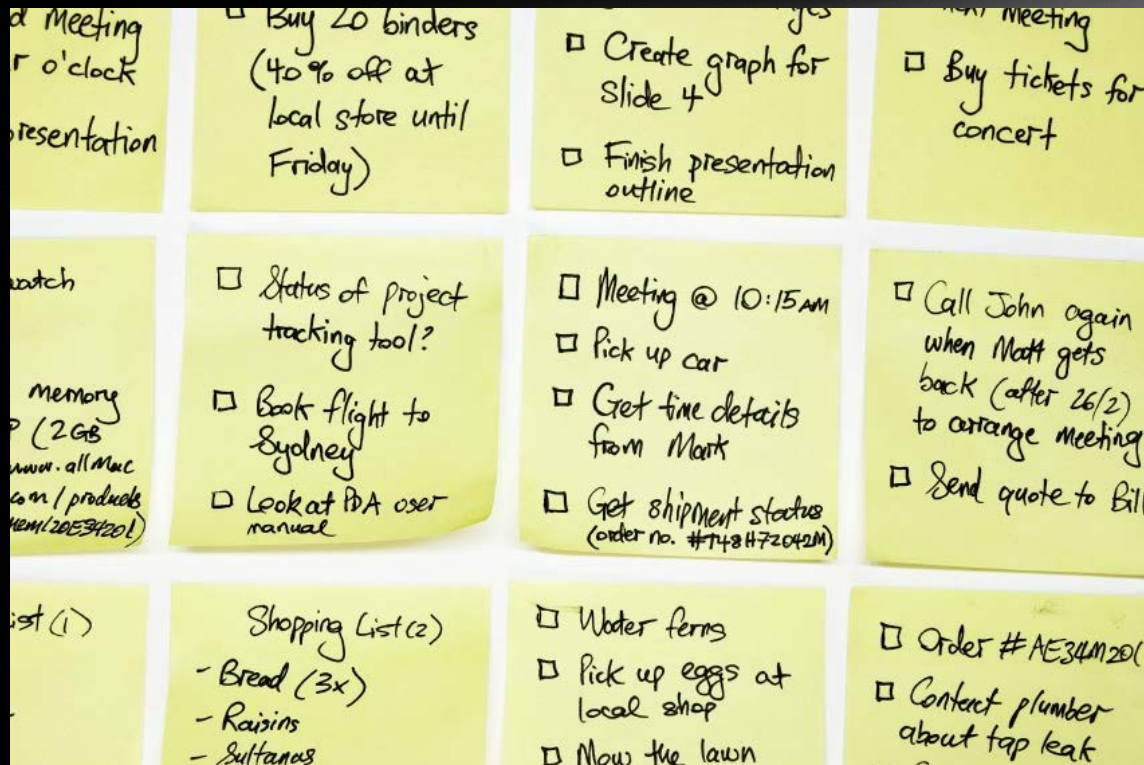 Meeting
o'clock
presentation
□ Buy 20 binders
(40% off at
local store until
Friday)
□ Create graph for
Slide 4
□ Finish presentation
outline
Meeting
□ Buy tickets for
concert
watch
memory
(2GB
www.allMac
com/products
□ Status of project
tracking tool?
□ Book flight to
Sydney
□ Look at PDA user
manual
□ Meeting @ 10:15 AM
□ Pick up car
□ Get time details
from Mark
□ Get shipment status
(order no. #T48H72042M)
□ Call John again
when Matt gets
back (after 26/2)
to arrange meeting
□ Send quote to Bill
ist (1)
Shopping List (2)
- Bread (3x)
- Raisins
- Sultanas
□ Water ferns
□ Pick up eggs at
local shop
□ Mow the lawn
□ Order #AE34M20
□ Contact plumber
about tap leak